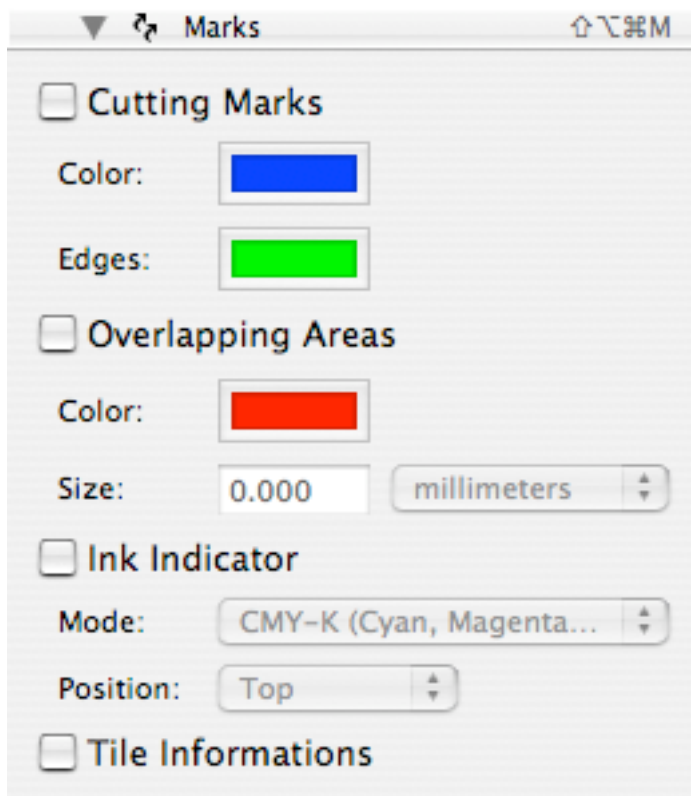 Marks ⇧⌥⌘M
Cutting Marks
Color:
Edges:
Overlapping Areas
Color:
Size: 0.000 millimeters
Ink Indicator
Mode: CMY-K (Cyan, Magenta...
Position: Top
Tile Informations